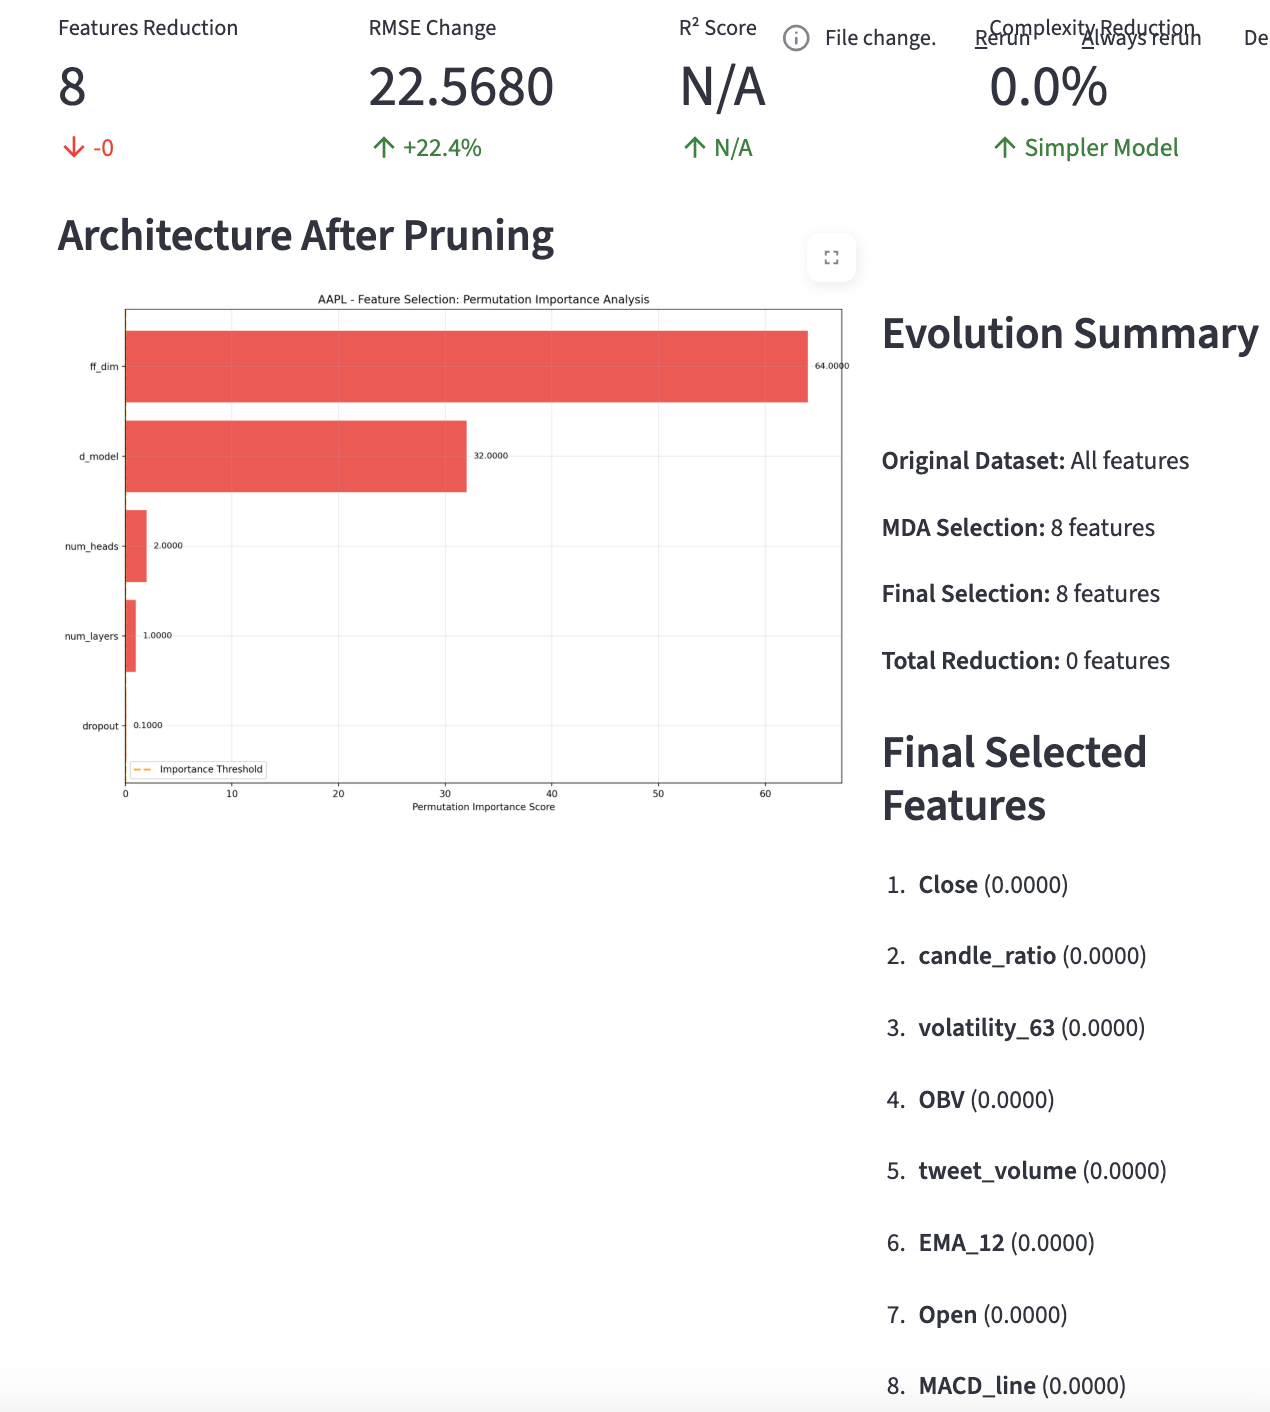 Features Reduction
8
-0
RMSE Change
22.5680
+22.4%
R² Score
N/A
N/A
Complexity Reduction
0.0%
Simpler Model
File change.
Rerun
Always rerun
De
Architecture After Pruning
AAPL - Feature Selection: Permutation Importance Analysis
ff_dim
64.0000
d_model
32.0000
num_heads
2.0000
num_layers
1.0000
dropout
0.1000
Importance Threshold
0 10 20 30 40 50 60
Permutation Importance Score
Evolution Summary
Original Dataset: All features
MDA Selection: 8 features
Final Selection: 8 features
Total Reduction: 0 features
Final Selected
Features
1. Close (0.0000)
2. candle_ratio (0.0000)
3. volatility_63 (0.0000)
4. OBV (0.0000)
5. tweet_volume (0.0000)
6. EMA_12 (0.0000)
7. Open (0.0000)
8. MACD_line (0.0000)